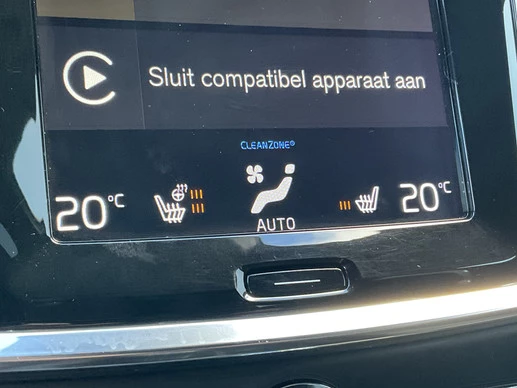 Sluit compatibel apparaat aan
CLEANZONE®
20°C
20°C
AUTO